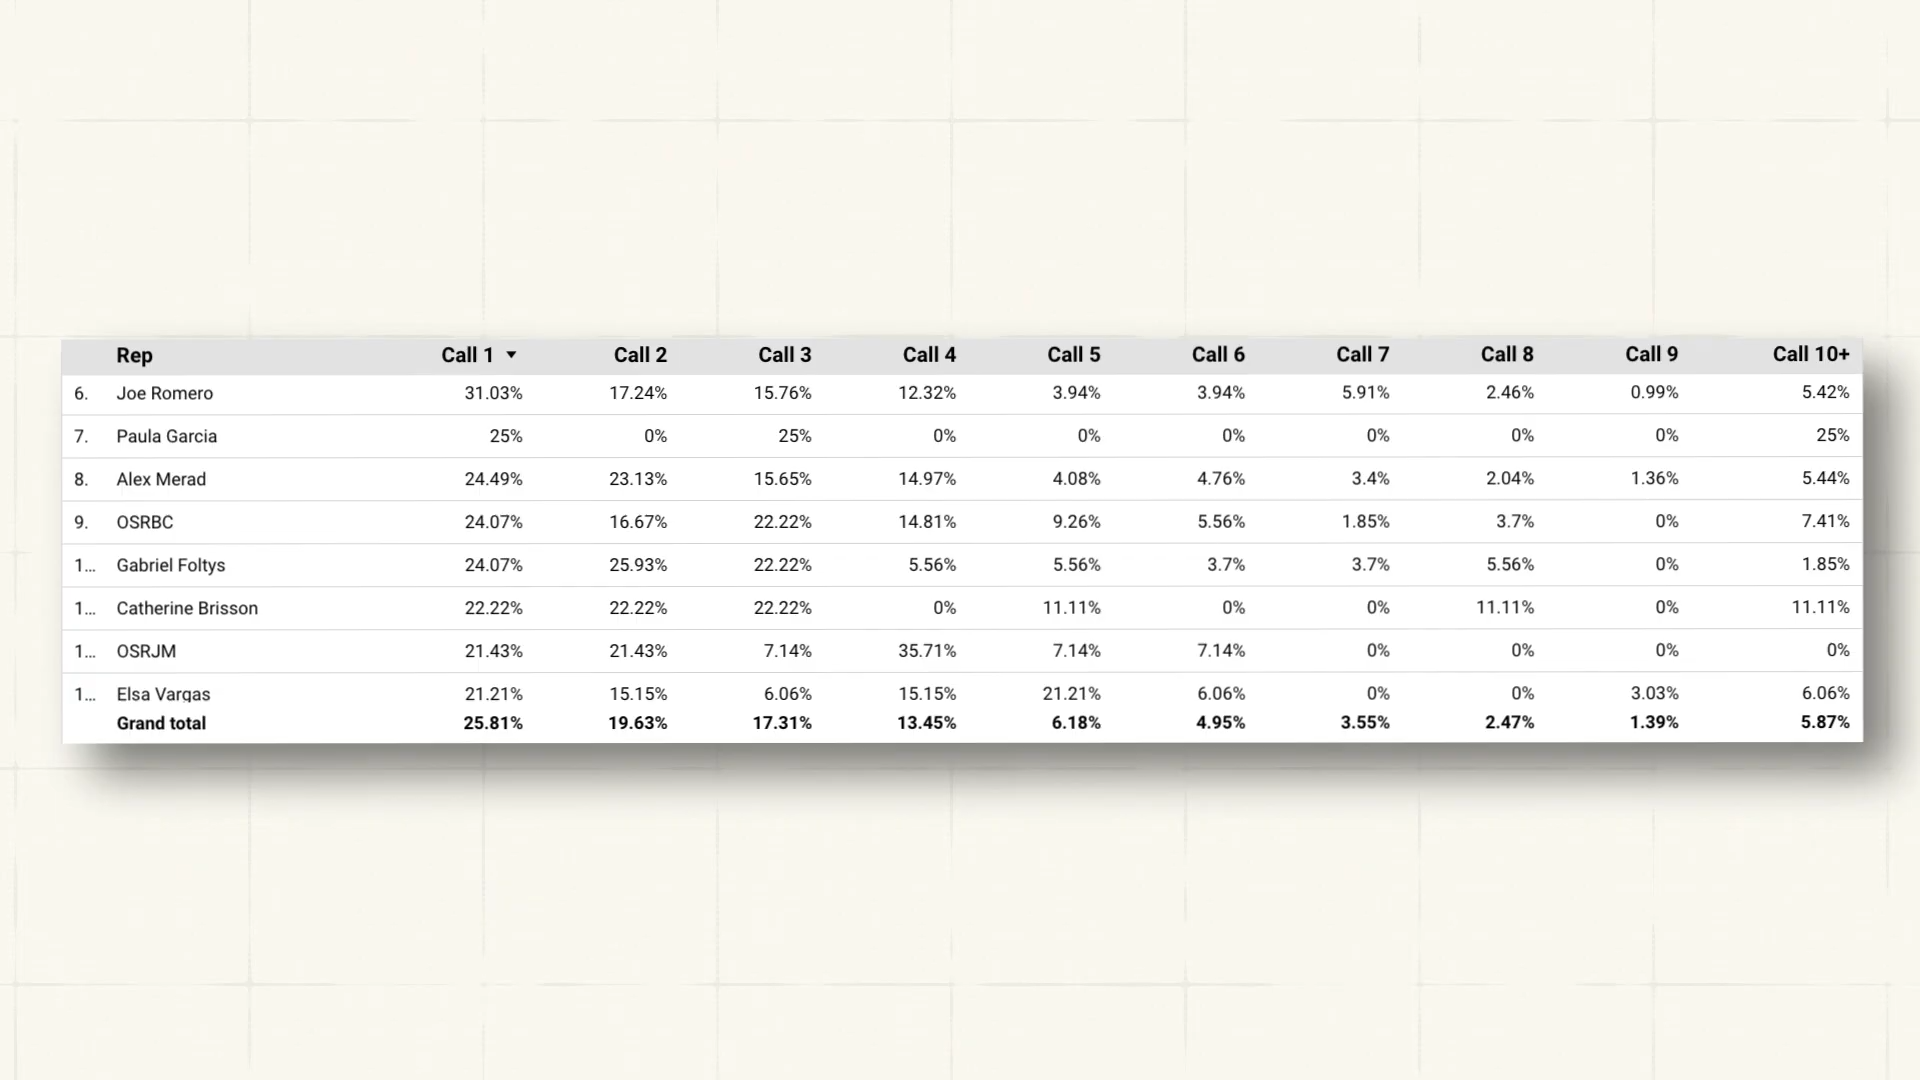 Rep Call 1 Call 2 Call 3 Call 4 Call 5 Call 6 Call 7 Call 8 Call 9 Call 10+
6. Joe Romero 31.03% 17.24% 15.76% 12.32% 3.94% 3.94% 5.91% 2.46% 0.99% 5.42%
7. Paula Garcia 25% 0% 25% 0% 0% 0% 0% 0% 0% 25%
8. Alex Merad 24.49% 23.13% 15.65% 14.97% 4.08% 4.76% 3.4% 2.04% 1.36% 5.44%
9. OSRBC 24.07% 16.67% 22.22% 14.81% 9.26% 5.56% 1.85% 3.7% 0% 7.41%
1... Gabriel Foltys 24.07% 25.93% 22.22% 5.56% 5.56% 3.7% 3.7% 5.56% 0% 1.85%
1... Catherine Brisson 22.22% 22.22% 22.22% 0% 11.11% 0% 0% 11.11% 0% 11.11%
1... OSRJM 21.43% 21.43% 7.14% 35.71% 7.14% 7.14% 0% 0% 0% 0%
1... Elsa Vargas 21.21% 15.15% 6.06% 15.15% 21.21% 6.06% 0% 0% 3.03% 6.06%
Grand total 25.81% 19.63% 17.31% 13.45% 6.18% 4.95% 3.55% 2.47% 1.39% 5.87%